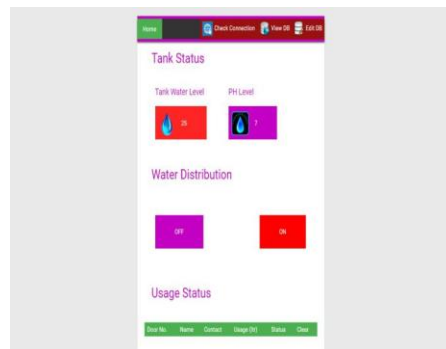 Home Check Connection View DB Edit DB
Tank Status
Tank Water Level PH Level
25 7
Water Distribution
OFF ON
Usage Status
Door No. Name Contact Usage (ltr) Status Clear